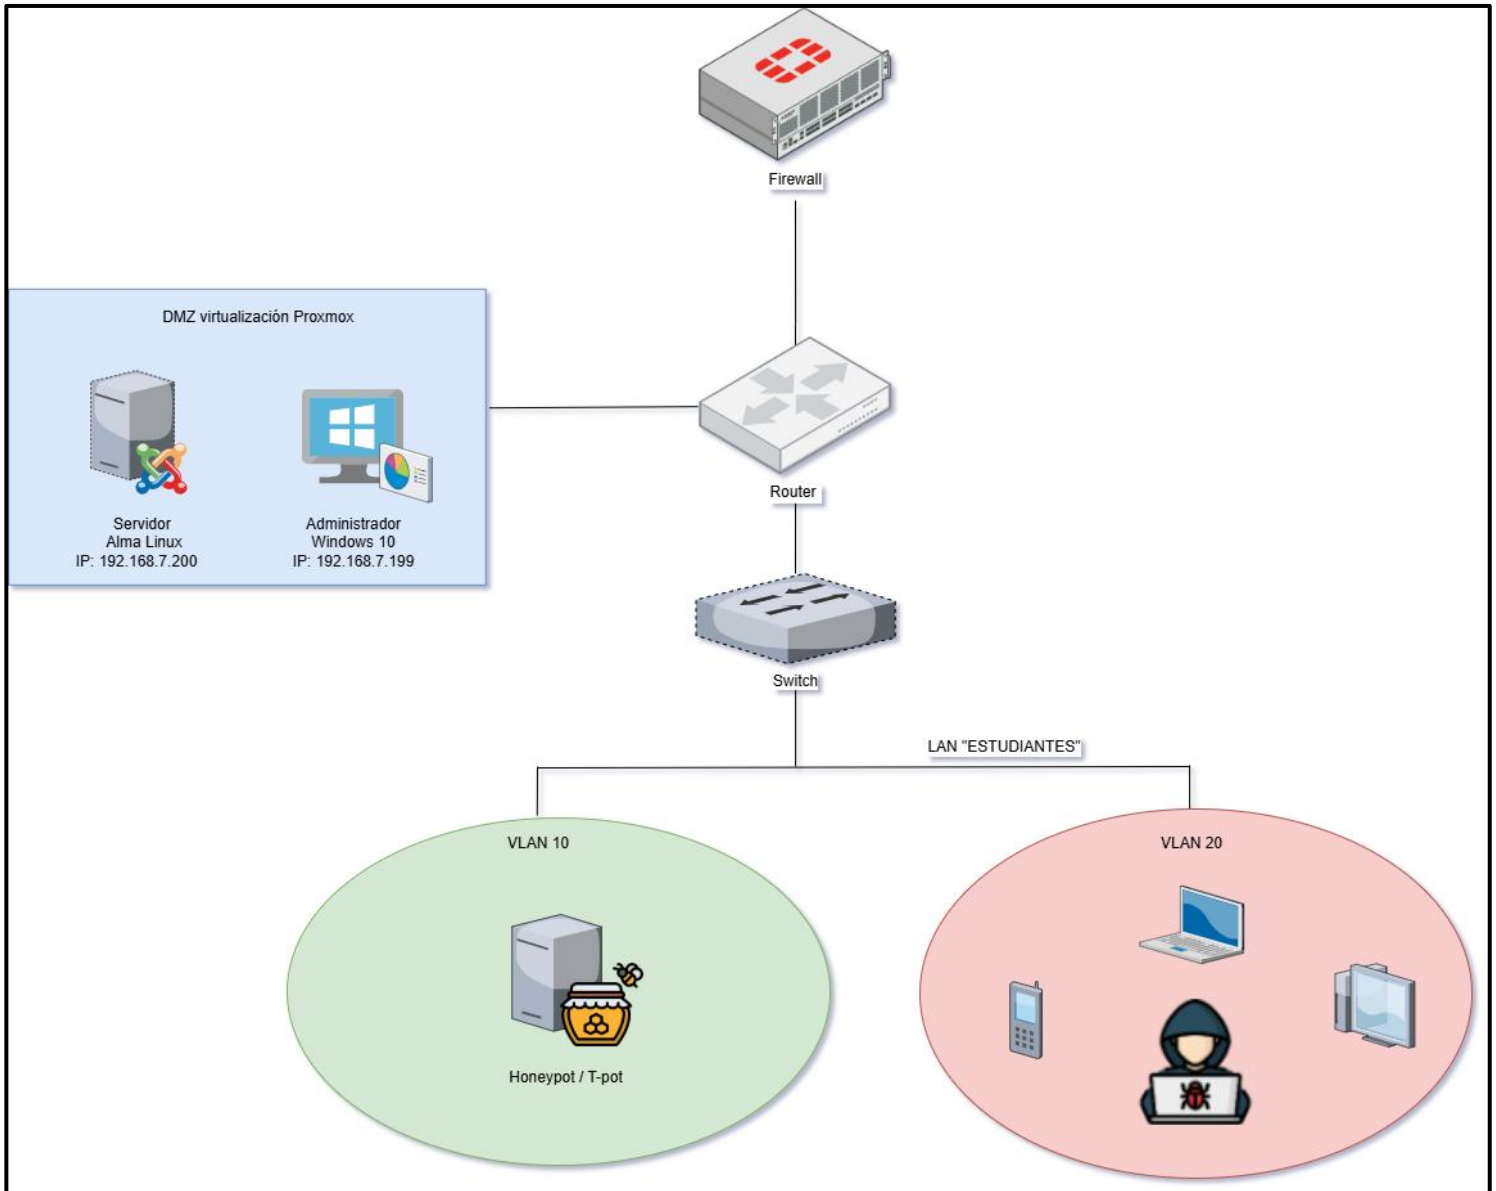 Firewall
DMZ virtualización Proxmox
Servidor
Alma Linux
IP: 192.168.7.200
Administrador
Windows 10
IP: 192.168.7.199
Router
Switch
LAN "ESTUDIANTES"
VLAN 10
Honeypot / T-pot
VLAN 20